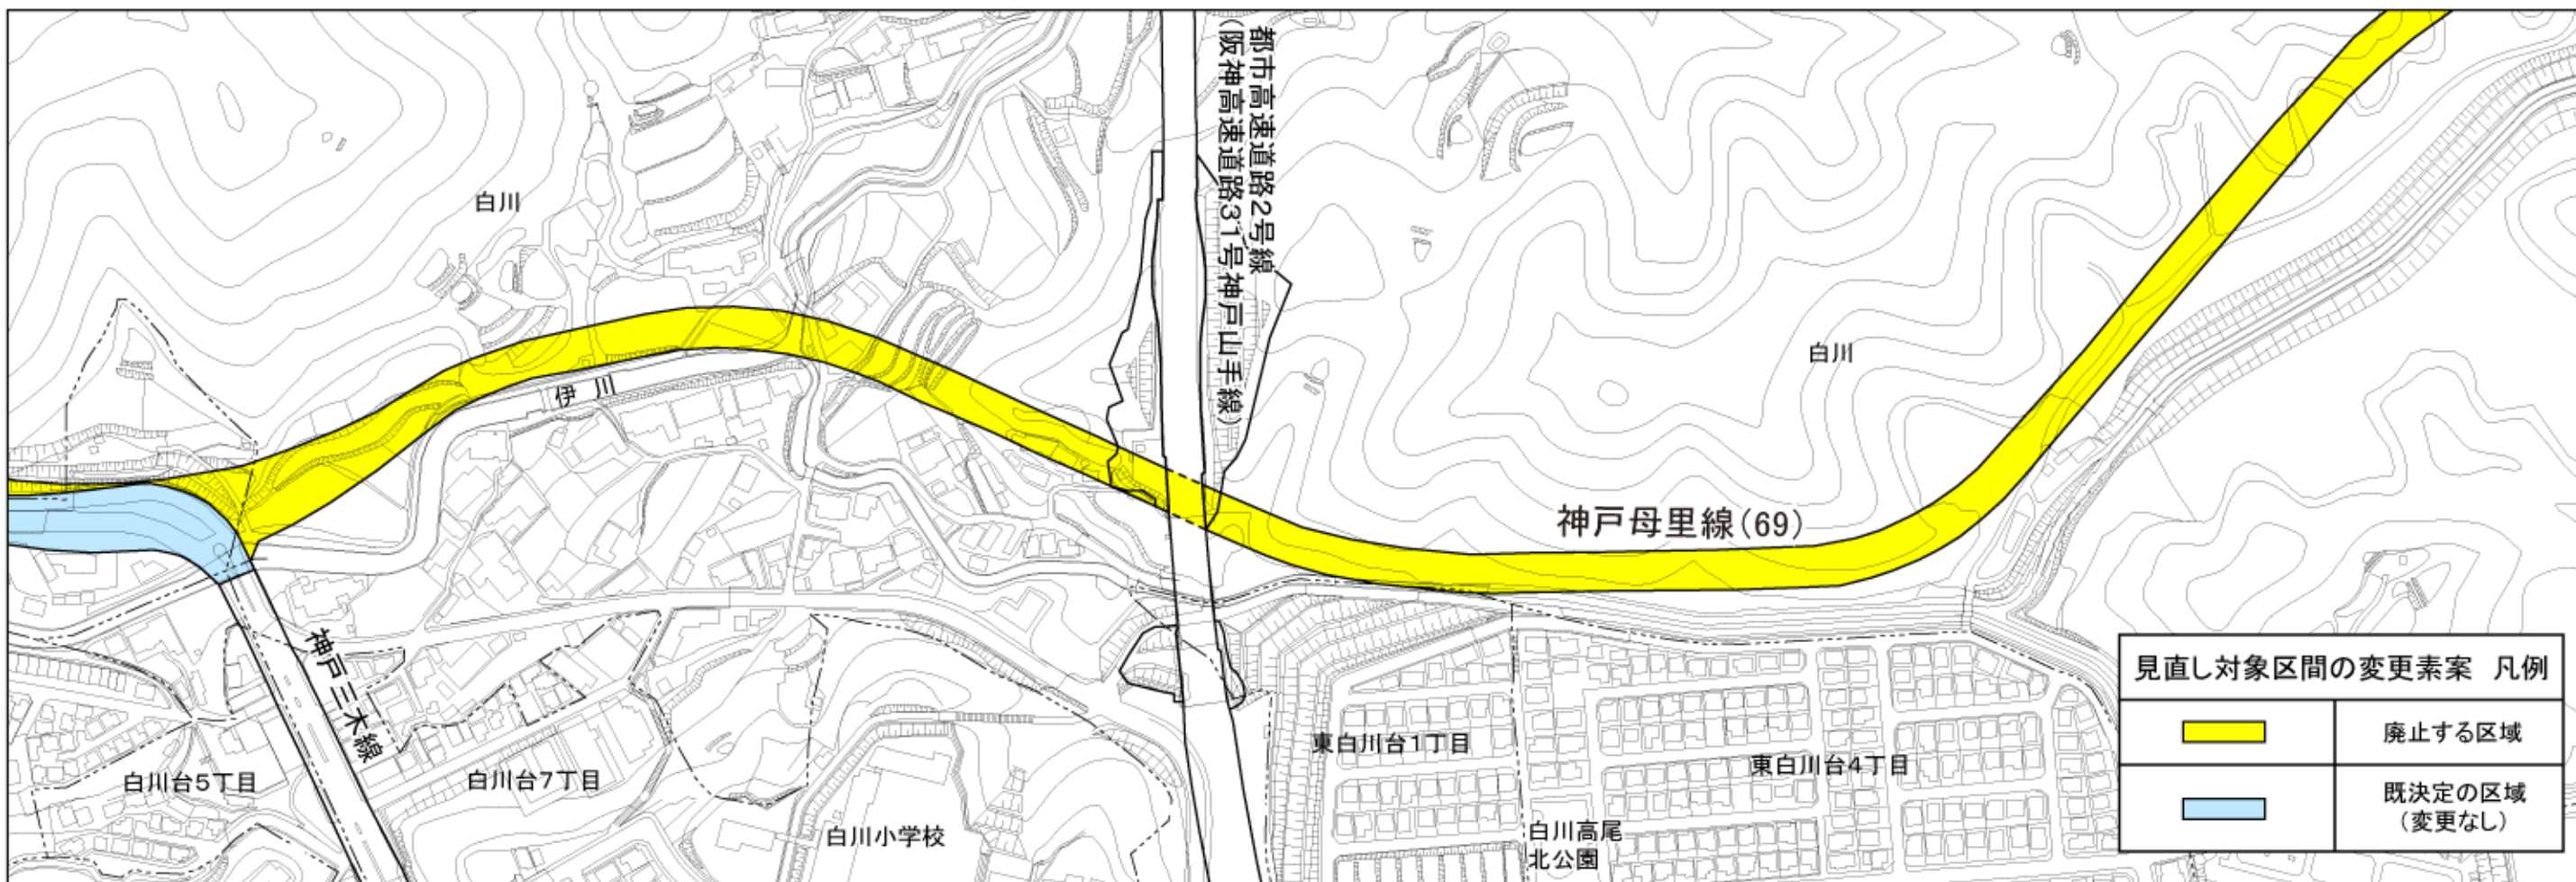 都市高速道路2号線
(阪神高速道路31号神戸山手線)
白川
伊川
白川
神戸母里線(69)
神戸三木線
白川台5丁目
白川台7丁目
白川小学校
東白川台1丁目
東白川台4丁目
白川高尾
北公園
見直し対象区間の変更素案 凡例
廃止する区域
既決定の区域
(変更なし)